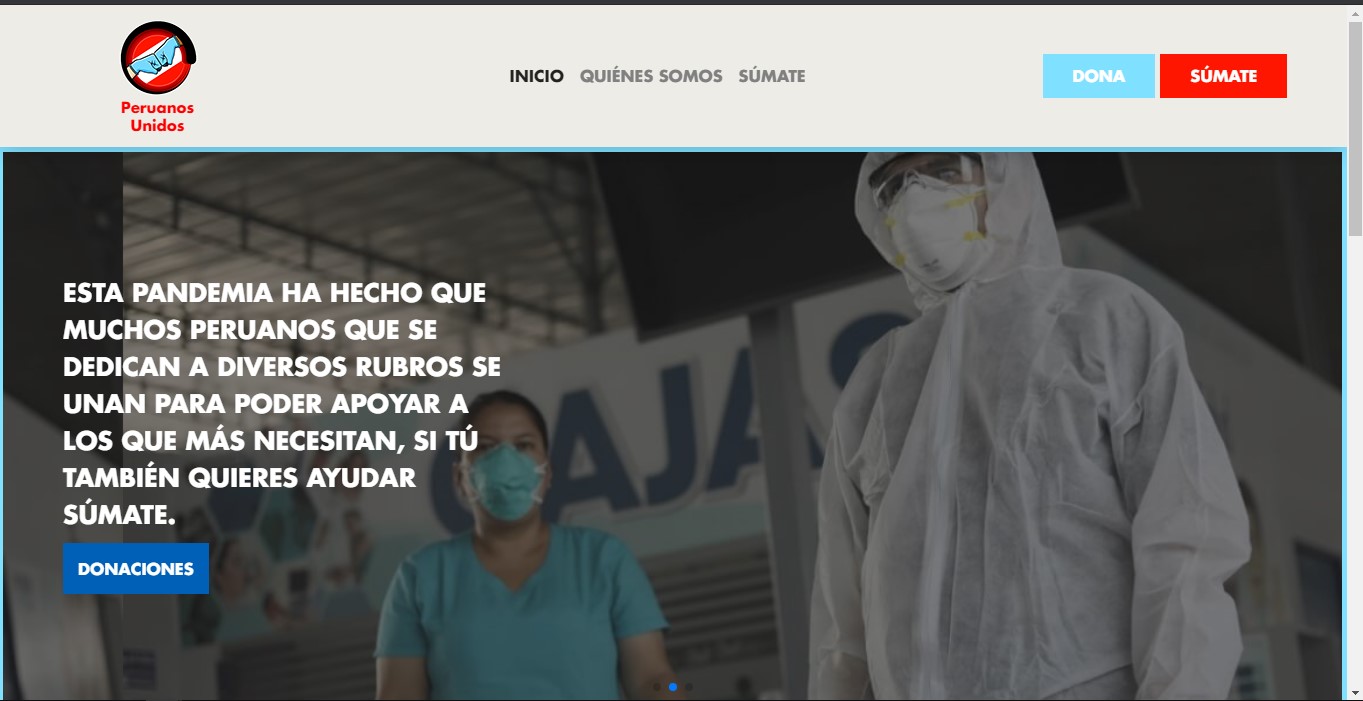 Peruanos
Unidos
INICIO QUIÉNES SOMOS SÚMATE
DONA SÚMATE
ESTA PANDEMIA HA HECHO QUE
MUCHOS PERUANOS QUE SE
DEDICAN A DIVERSOS RUBROS SE
UNAN PARA PODER APOYAR A
LOS QUE MÁS NECESITAN, SI TÚ
TAMBIÉN QUIERES AYUDAR
SÚMATE.
DONACIONES
CAJAS